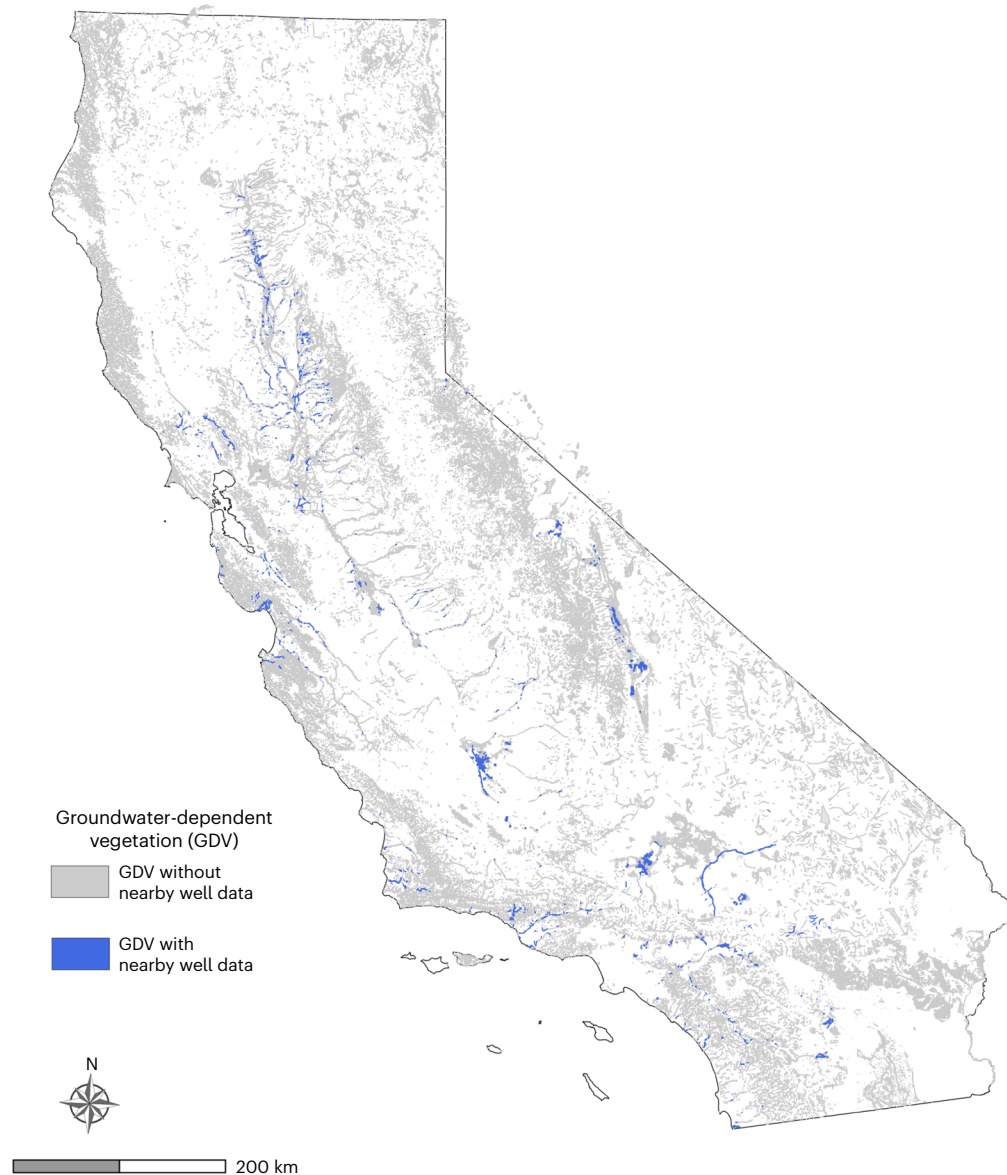 Groundwater-dependent
vegetation (GDV)
GDV without
nearby well data
GDV with
nearby well data
N
200 km